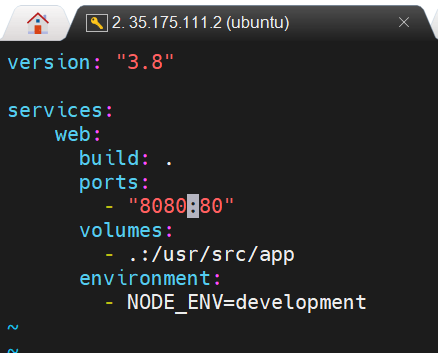 2. 35.175.111.2 (ubuntu)
version: "3.8"
services:
    web:
      build: .
      ports:
        - "8080:80"
      volumes:
        - .:/usr/src/app
      environment:
        - NODE_ENV=development
~
~